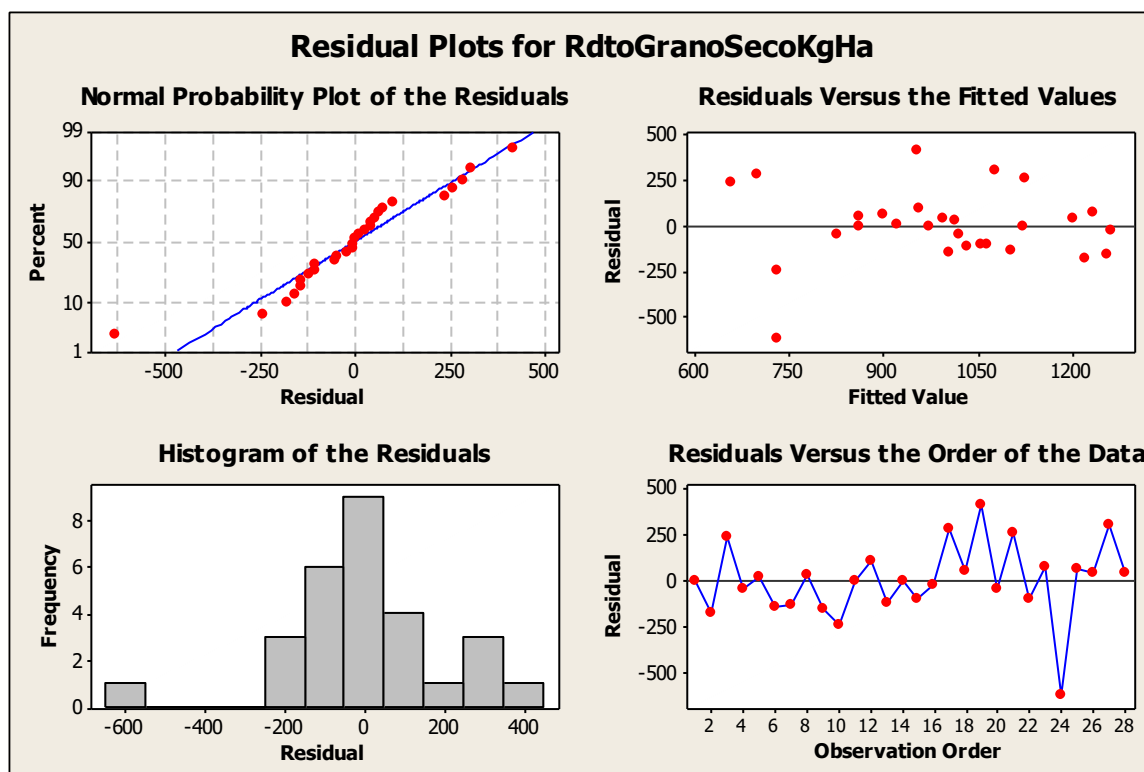 Residual Plots for RdtoGranoSecoKgHa
Normal Probability Plot of the Residuals
99
90
50
10
1
Percent
-500 -250 0 250 500
Residual
Residuals Versus the Fitted Values
500
250
0
-250
-500
Residual
600 750 900 1050 1200
Fitted Value
Histogram of the Residuals
8
6
4
2
0
Frequency
-600 -400 -200 0 200 400
Residual
Residuals Versus the Order of the Data
500
250
0
-250
-500
Residual
2 4 6 8 10 12 14 16 18 20 22 24 26 28
Observation Order